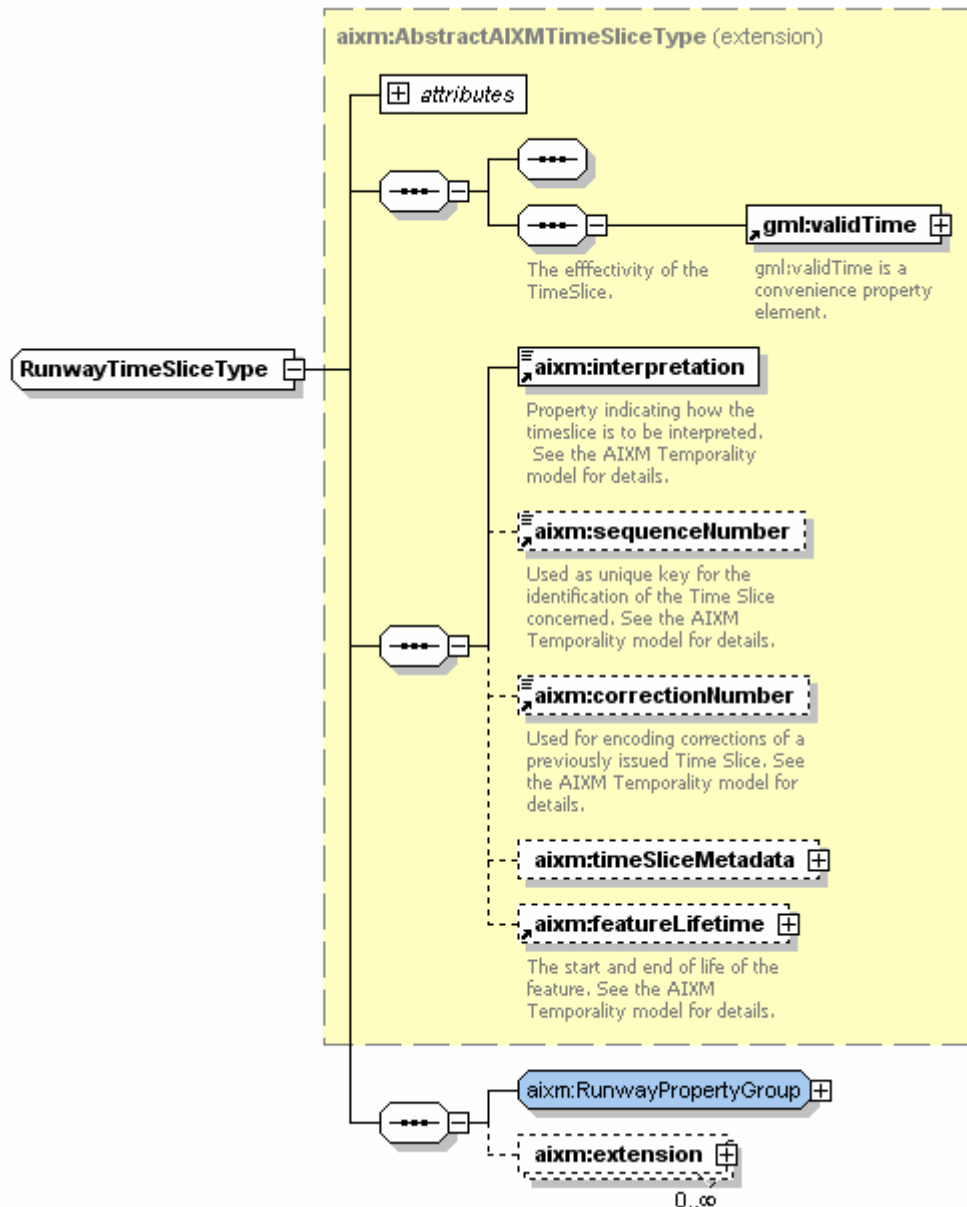 aixm:AbstractAIXMTimeSliceType (extension)
attributes
gml:validTime
The efffectivity of the
TimeSlice.
gml:validTime is a
convenience property
element.
RunwayTimeSliceType
aixm:interpretation
Property indicating how the
timeslice is to be interpreted.
See the AIXM Temporality
model for details.
aixm:sequenceNumber
Used as unique key for the
identification of the Time Slice
concerned. See the AIXM
Temporality model for details.
aixm:correctionNumber
Used for encoding corrections of a
previously issued Time Slice. See
the AIXM Temporality model for
details.
aixm:timeSliceMetadata
aixm:featureLifetime
The start and end of life of the
feature. See the AIXM
Temporality model for details.
aixm:RunwayPropertyGroup
aixm:extension
0..∞